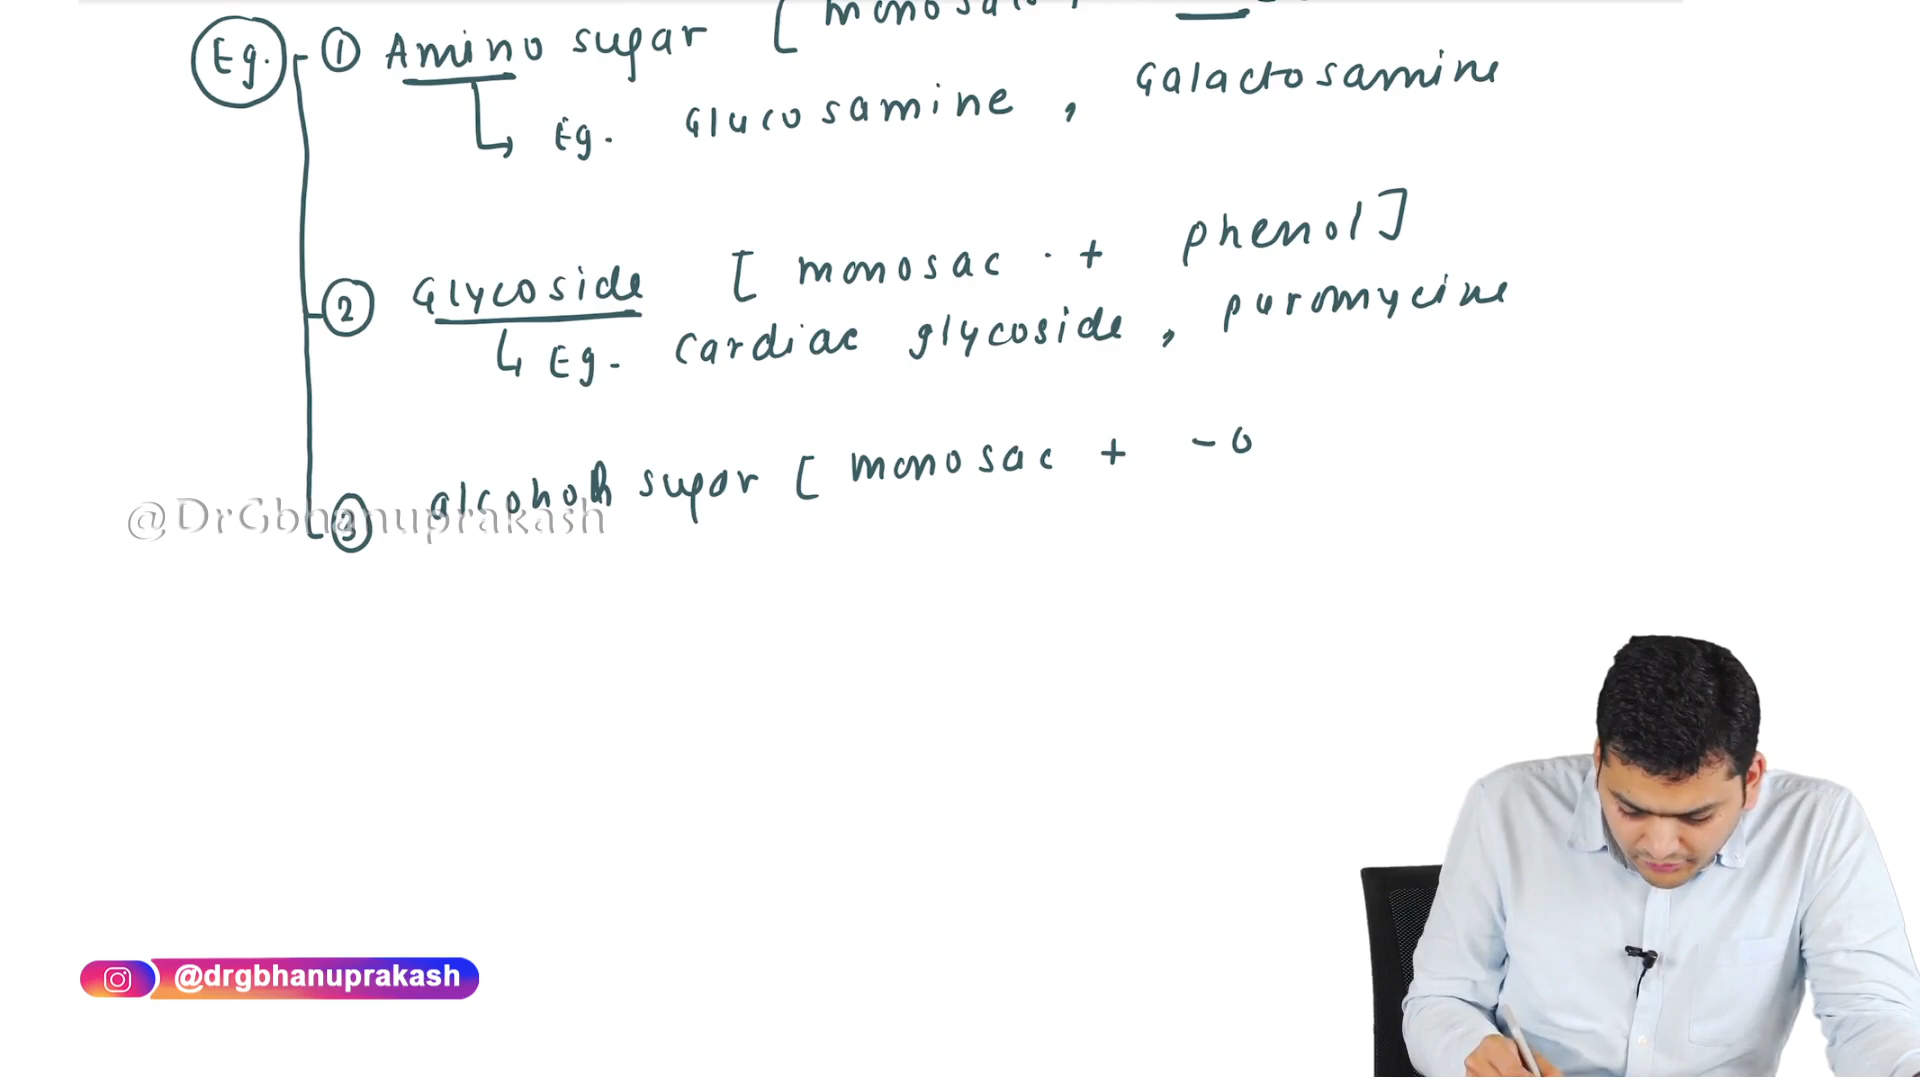 Eg. ① Amino sugar [
Eg. Glucosamine , Galactosamine
② Glycoside [ monosac . + phenol]
Eg. cardiac glycoside , puromycine
③ alcohol sugar [ monosac + - o
@DrGbhanuprakash
@drgbhanuprakash